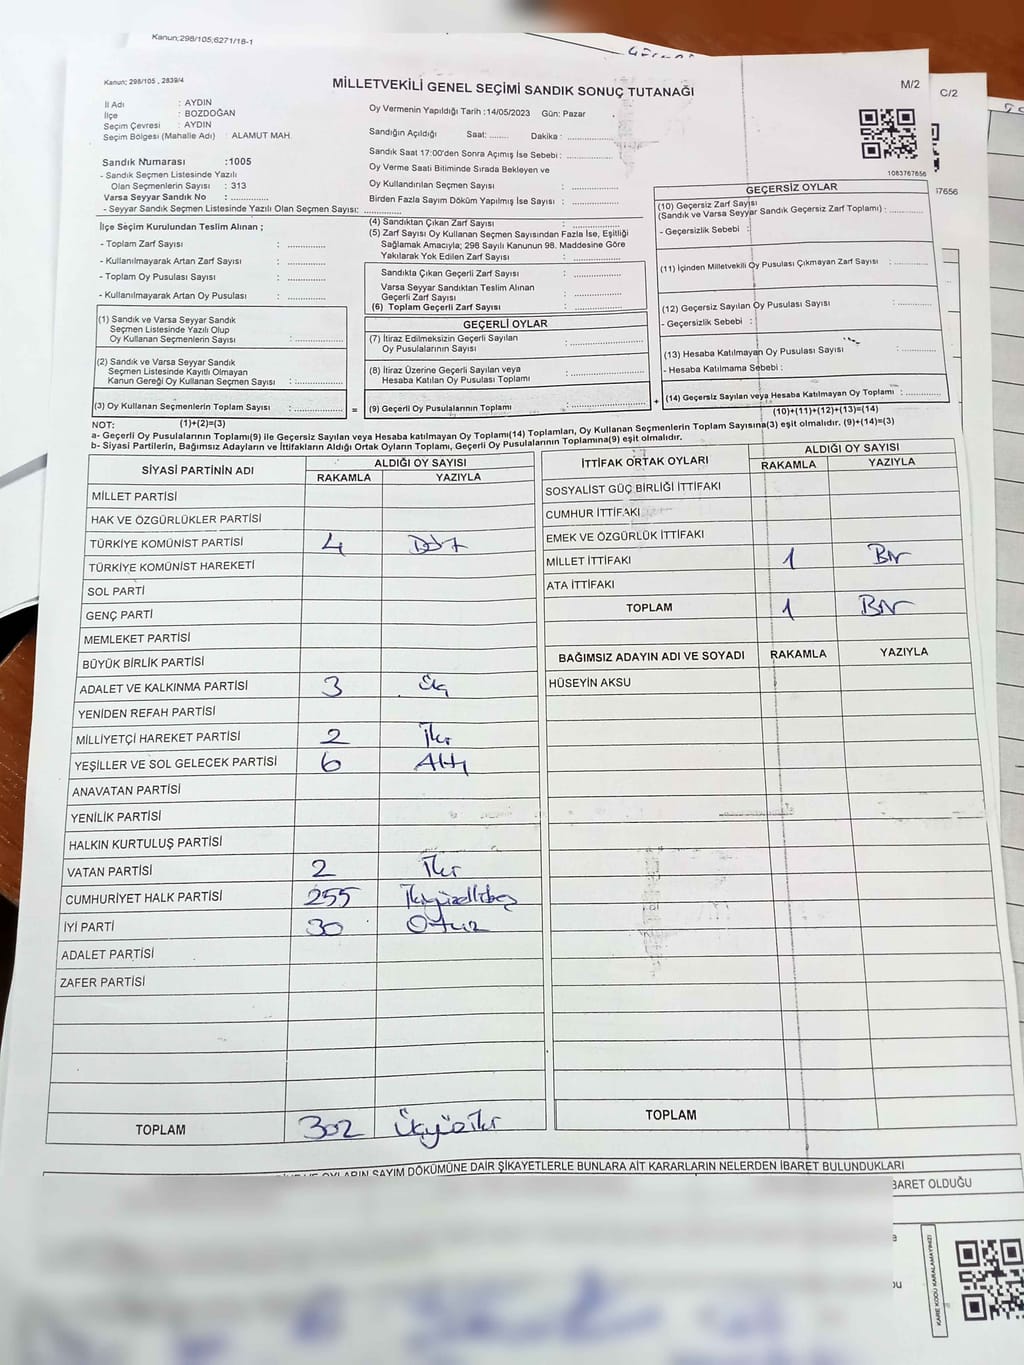 Kanun;298/105;6271/18-1
Kanun; 298/105 , 2839/4
MİLLETVEKİLİ GENEL SEÇİMİ SANDIK SONUÇ TUTANAĞI
M/2
C/2
İl Adı : AYDIN
İlçe : BOZDOĞAN
Seçim Çevresi : AYDIN
Seçim Bölgesi (Mahalle Adı) : ALAMUT MAH.
Oy Vermenin Yapıldığı Tarih :14/05/2023 Gün: Pazar
Sandığın Açıldığı Saat: ........ Dakika : ..............
Sandık Saat 17:00'den Sonra Açımış İse Sebebi: ..............
Oy Verme Saati Bitiminde Sırada Bekleyen ve
Oy Kullandırılan Seçmen Sayısı : ..............
Birden Fazla Sayım Döküm Yapılmış İse Sayısı : ..............
1083767656
17656
Sandık Numarası :1005
- Sandık Seçmen Listesinde Yazılı
Olan Seçmenlerin Sayısı : 313
Varsa Seyyar Sandık No : ..............
- Seyyar Sandık Seçmen Listesinde Yazılı Olan Seçmen Sayısı: ..............
İlçe Seçim Kurulundan Teslim Alınan ;
- Toplam Zarf Sayısı : ..............
- Kullanılmayarak Artan Zarf Sayısı : ..............
- Toplam Oy Pusulası Sayısı : ..............
- Kullanılmayarak Artan Oy Pusulası : ..............
(1) Sandık ve Varsa Seyyar Sandık
Seçmen Listesinde Yazılı Olup
Oy Kullanan Seçmenlerin Sayısı : ..............
(2) Sandık ve Varsa Seyyar Sandık
Seçmen Listesinde Kayıtlı Olmayan
Kanun Gereği Oy Kullanan Seçmen Sayısı : ..............
(3) Oy Kullanan Seçmenlerin Toplam Sayısı : ..............
(1)+(2)=(3)
(4) Sandıktan Çıkan Zarf Sayısı : ..............
(5) Zarf Sayısı Oy Kullanan Seçmen Sayısından Fazla İse, Eşitliği
Sağlamak Amacıyla; 298 Sayılı Kanunun 98. Maddesine Göre
Yakılarak Yok Edilen Zarf Sayısı : ..............
Sandıkla Çıkan Geçerli Zarf Sayısı : ..............
Varsa Seyyar Sandıktan Teslim Alınan
Geçerli Zarf Sayısı : ..............
(6) Toplam Geçerli Zarf Sayısı : ..............
GEÇERLİ OYLAR
(7) İtiraz Edilmeksizin Geçerli Sayılan
Oy Pusulalarının Sayısı : ..............
(8) İtiraz Üzerine Geçerli Sayılan veya
Hesaba Katılan Oy Pusulası Toplamı : ..............
= (9) Geçerli Oy Pusulalarının Toplamı : .............. +
GEÇERSİZ OYLAR
(10) Geçersiz Zarf Sayısı
(Sandık ve Varsa Seyyar Sandık Geçersiz Zarf Toplamı) : ..............
- Geçersizlik Sebebi :
(11) İçinden Milletvekili Oy Pusulası Çıkmayan Zarf Sayısı : ..............
(12) Geçersiz Sayılan Oy Pusulası Sayısı : ..............
- Geçersizlik Sebebi :
(13) Hesaba Katılmayan Oy Pusulası Sayısı : ..............
- Hesaba Katılmama Sebebi :
(14) Geçersiz Sayılan veya Hesaba Katılmayan Oy Toplamı : ..............
(10)+(11)+(12)+(13)=(14)
NOT:
a- Geçerli Oy Pusulalarının Toplamı(9) ile Geçersiz Sayılan veya Hesaba katılmayan Oy Toplamı(14) Toplamları, Oy Kullanan Seçmenlerin Toplam Sayısına(3) eşit olmalıdır. (9)+(14)=(3)
b- Siyasi Partilerin, Bağımsız Adayların ve İttifakların Aldığı Ortak Oyların Toplamı, Geçerli Oy Pusulalarının Toplamına(9) eşit olmalıdır.
SİYASİ PARTİNİN ADI ALDIĞI OY SAYISI
RAKAMLA YAZIYLA
MİLLET PARTİSİ
HAK VE ÖZGÜRLÜKLER PARTİSİ
TÜRKİYE KOMÜNİST PARTİSİ 4 Dört
TÜRKİYE KOMÜNİST HAREKETİ
SOL PARTİ
GENÇ PARTİ
MEMLEKET PARTİSİ
BÜYÜK BİRLİK PARTİSİ
ADALET VE KALKINMA PARTİSİ 3 Üç
YENİDEN REFAH PARTİSİ
MİLLİYETÇİ HAREKET PARTİSİ 2 İki
YEŞİLLER VE SOL GELECEK PARTİSİ 6 Altı
ANAVATAN PARTİSİ
YENİLİK PARTİSİ
HALKIN KURTULUŞ PARTİSİ
VATAN PARTİSİ 2 İki
CUMHURİYET HALK PARTİSİ 255 İkiyüzellibeş
İYİ PARTİ 30 Otuz
ADALET PARTİSİ
ZAFER PARTİSİ
TOPLAM 302 Üçyüziki
İTTİFAK ORTAK OYLARI ALDIĞI OY SAYISI
RAKAMLA YAZIYLA
SOSYALİST GÜÇ BİRLİĞİ İTTİFAKI
CUMHUR İTTİFAKI
EMEK VE ÖZGÜRLÜK İTTİFAKI
MİLLET İTTİFAKI 1 Bir
ATA İTTİFAKI
TOPLAM 1 Bir
BAĞIMSIZ ADAYIN ADI VE SOYADI RAKAMLA YAZIYLA
HÜSEYİN AKSU
TOPLAM
OYLARIN SAYIM DÖKÜMÜNE DAİR ŞİKAYETLERLE BUNLARA AİT KARARLARIN NELERDEN İBARET BULUNDUKLARI
BARET OLDUĞU
KARE KODU KARALAMAYINIZ!